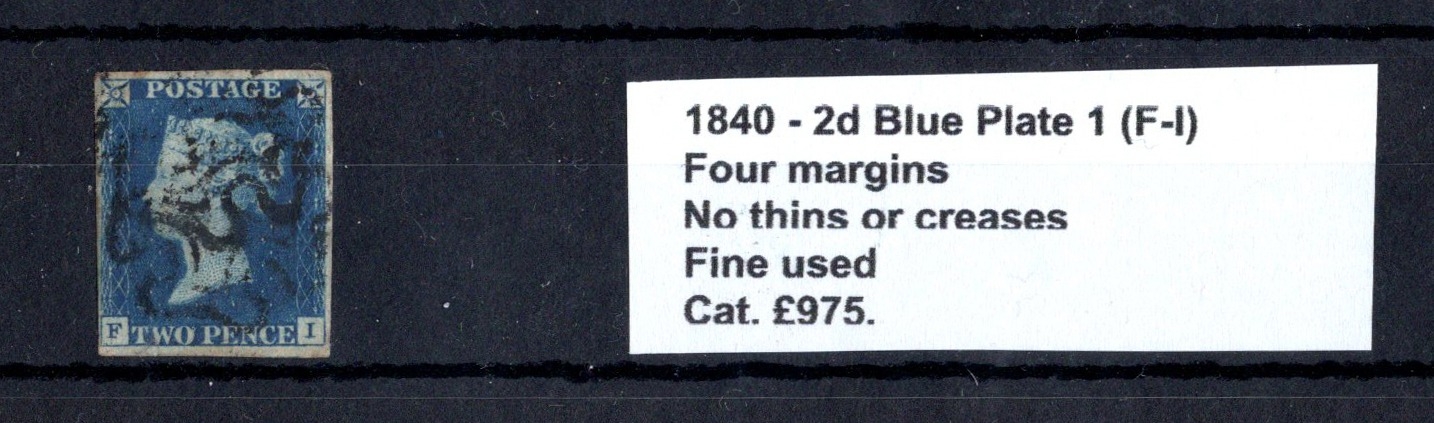 POSTAGE
F TWO PENCE I
1840 - 2d Blue Plate 1 (F-I)
Four margins
No thins or creases
Fine used
Cat. £975.